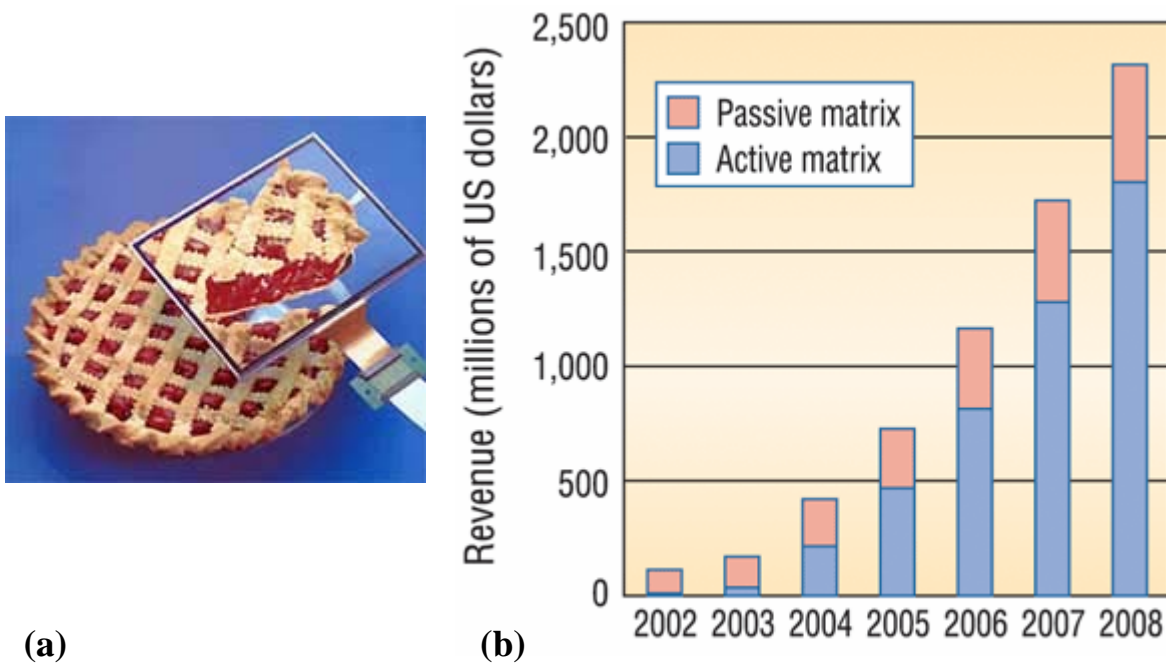 2,500
2,000
1,500
1,000
500
0
Revenue (millions of US dollars)
Passive matrix
Active matrix
2002 2003 2004 2005 2006 2007 2008
(a)
(b)